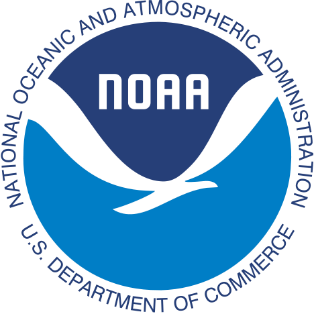 NATIONAL OCEANIC AND ATMOSPHERIC ADMINISTRATION
NOAA
U.S. DEPARTMENT OF COMMERCE